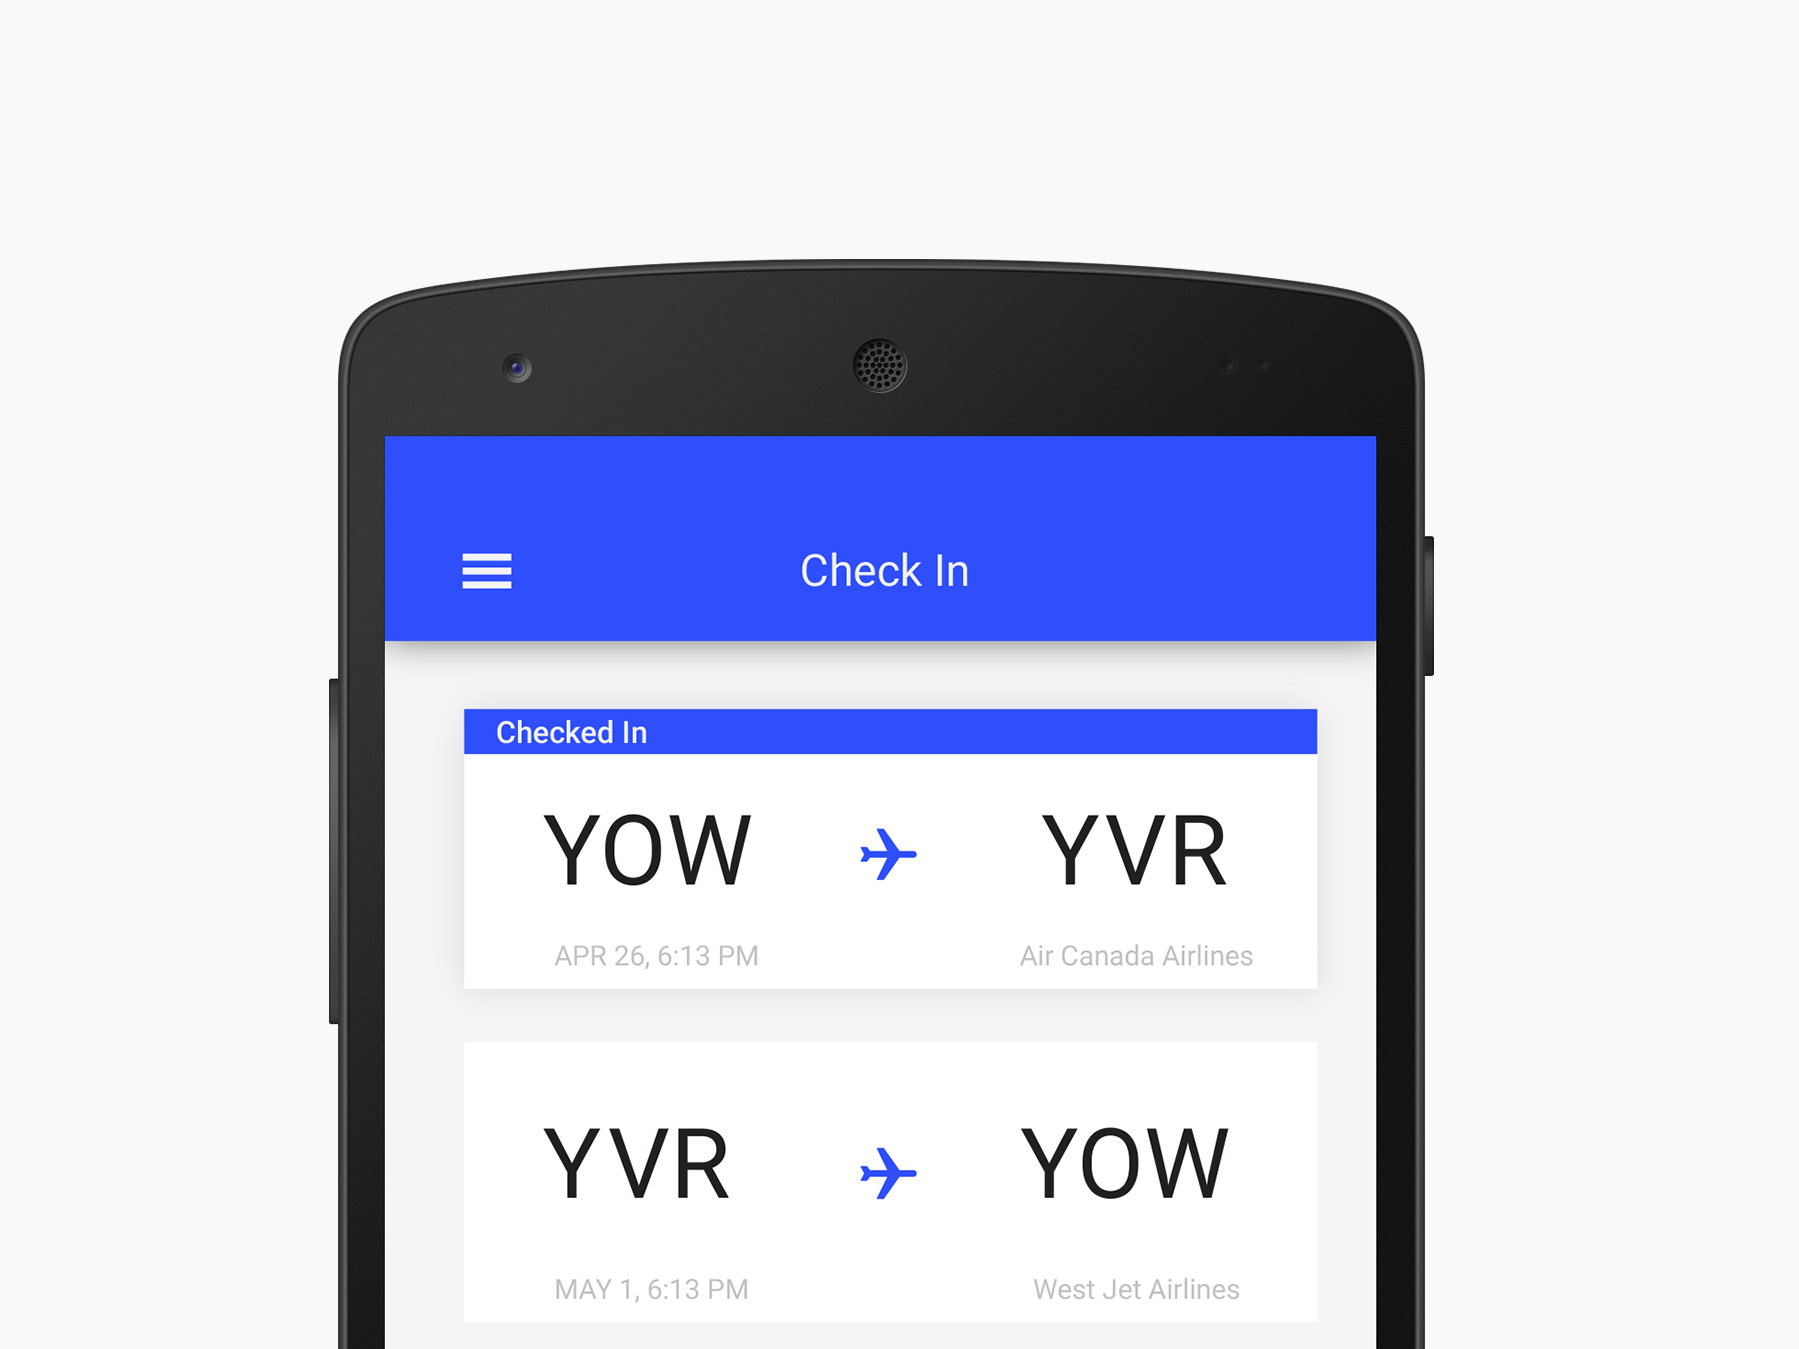 Check In
Checked In
YOW YVR
APR 26, 6:13 PM Air Canada Airlines
YVR YOW
MAY 1, 6:13 PM West Jet Airlines